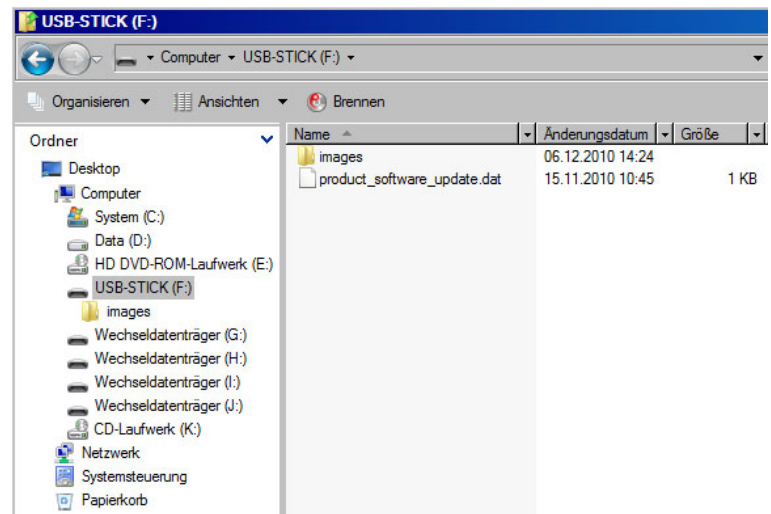 USB-STICK (F:)
Computer USB-STICK (F:)
Organisieren Ansichten Brennen
Ordner
Desktop
Computer
System (C:)
Data (D:)
HD DVD-ROM-Laufwerk (E:)
USB-STICK (F:)
images
Wechseldatenträger (G:)
Wechseldatenträger (H:)
Wechseldatenträger (I:)
Wechseldatenträger (J:)
CD-Laufwerk (K:)
Netzwerk
Systemsteuerung
Papierkorb
Name Änderungsdatum Größe
images 06.12.2010 14:24
product_software_update.dat 15.11.2010 10:45 1 KB